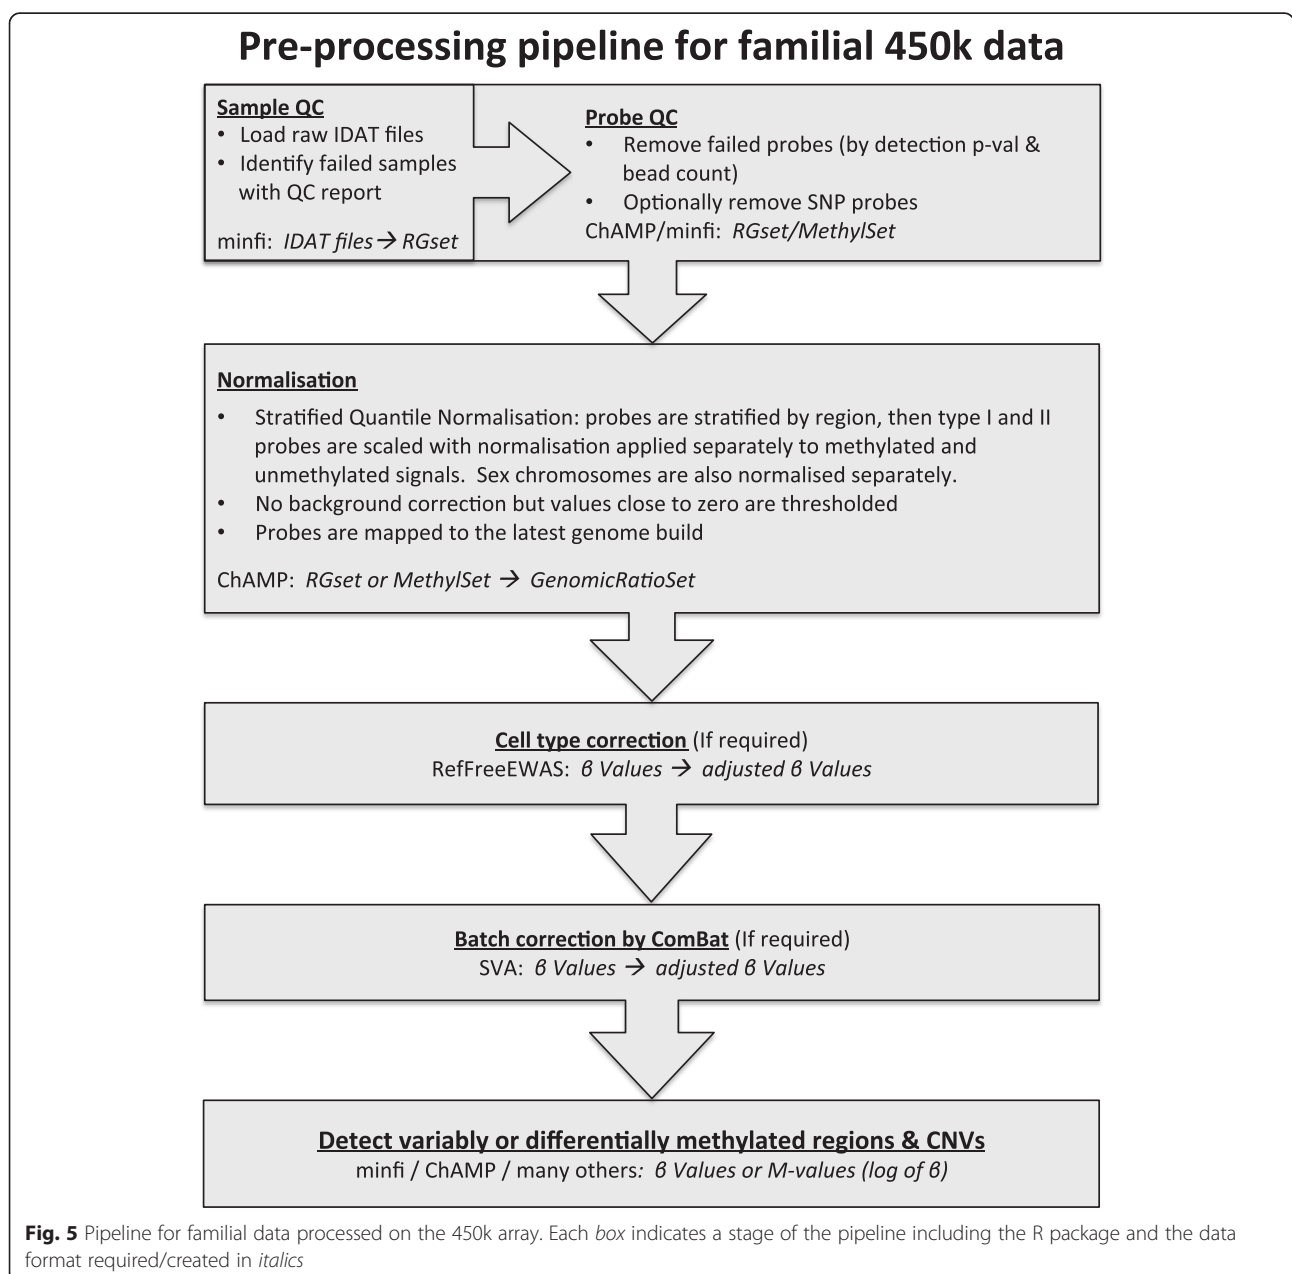 Pre-processing pipeline for familial 450k data
Sample QC
• Load raw IDAT files
• Identify failed samples
with QC report
minfi: IDAT files → RGset
Probe QC
• Remove failed probes (by detection p-val &
bead count)
• Optionally remove SNP probes
ChAMP/minfi: RGset/MethylSet
Normalisation
• Stratified Quantile Normalisation: probes are stratified by region, then type I and II
probes are scaled with normalisation applied separately to methylated and
unmethylated signals. Sex chromosomes are also normalised separately.
• No background correction but values close to zero are thresholded
• Probes are mapped to the latest genome build
ChAMP: RGset or MethylSet → GenomicRatioSet
Cell type correction (If required)
RefFreeEWAS: β Values → adjusted β Values
Batch correction by ComBat (If required)
SVA: β Values → adjusted β Values
Detect variably or differentially methylated regions & CNVs
minfi / ChAMP / many others: β Values or M-values (log of β)
Fig. 5 Pipeline for familial data processed on the 450k array. Each box indicates a stage of the pipeline including the R package and the data
format required/created in italics